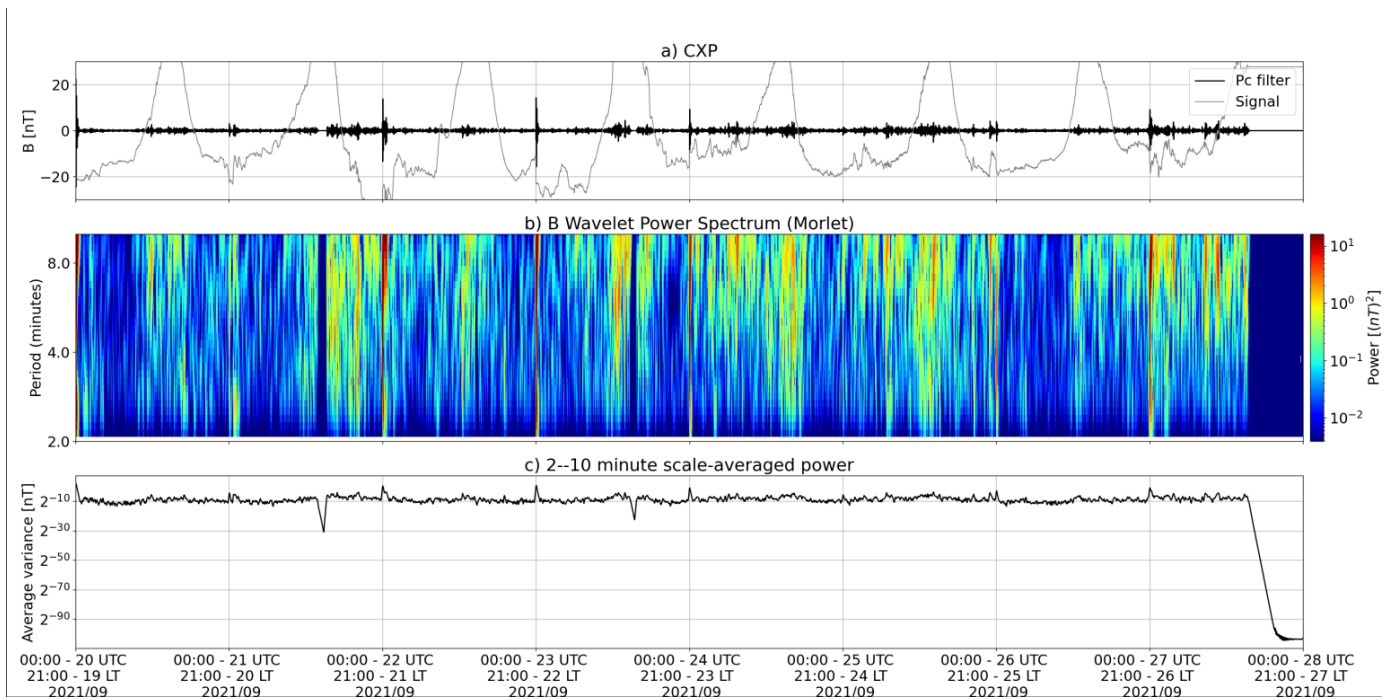 a) CXP
B [nT]
20
0
−20
Pc filter
Signal
b) B Wavelet Power Spectrum (Morlet)
Period (minutes)
8.0
4.0
2.0
10^1
10^0
10^−1
10^−2
Power [(nT)^2]
c) 2--10 minute scale-averaged power
Average variance [nT]
2^−10
2^−30
2^−50
2^−70
2^−90
00:00 - 20 UTC 00:00 - 21 UTC 00:00 - 22 UTC 00:00 - 23 UTC 00:00 - 24 UTC 00:00 - 25 UTC 00:00 - 26 UTC 00:00 - 27 UTC 00:00 - 28 UTC
21:00 - 19 LT 21:00 - 20 LT 21:00 - 21 LT 21:00 - 22 LT 21:00 - 23 LT 21:00 - 24 LT 21:00 - 25 LT 21:00 - 26 LT 21:00 - 27 LT
2021/09 2021/09 2021/09 2021/09 2021/09 2021/09 2021/09 2021/09 2021/09